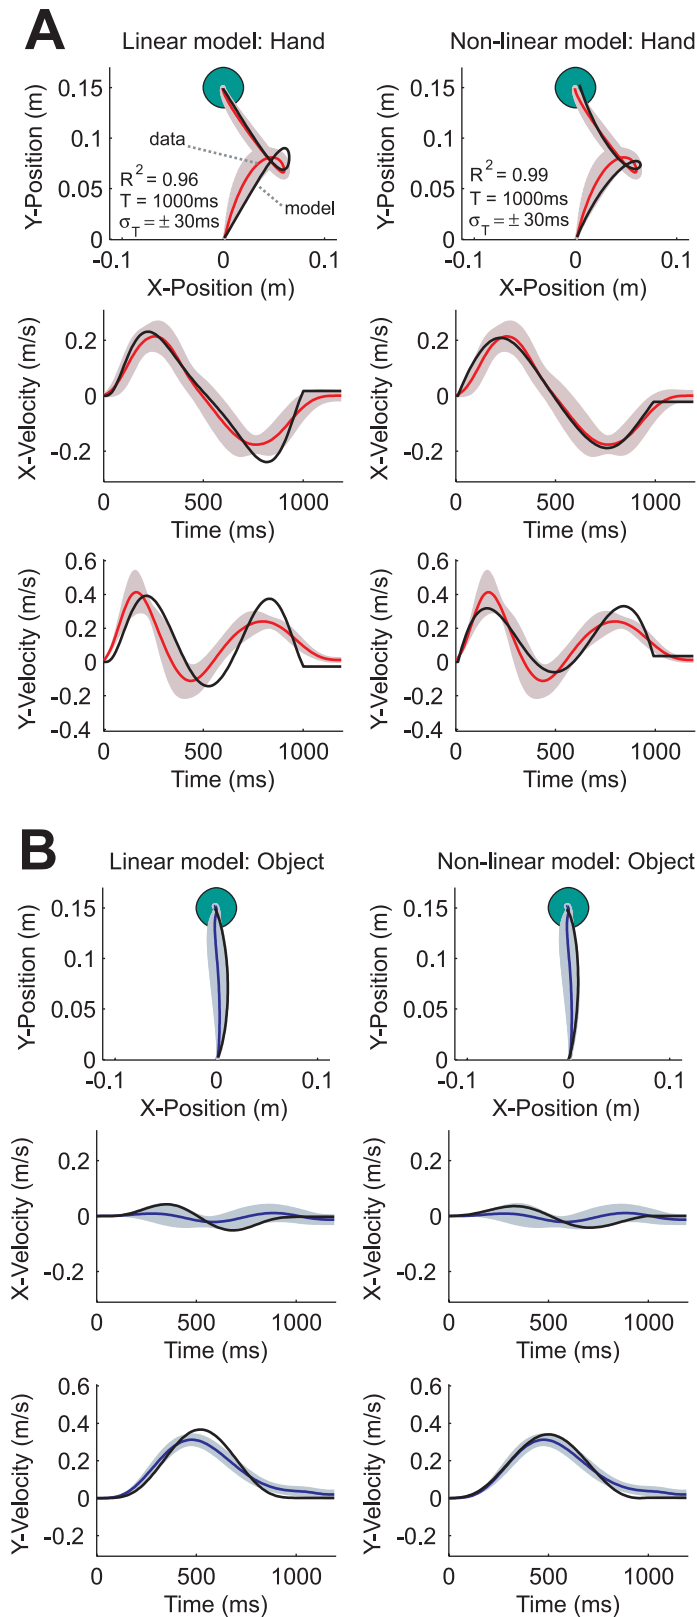 A
Linear model: Hand
Non-linear model: Hand
Y-Position (m)
0.15
0.1
0.05
0
data
model
R² = 0.96
T = 1000ms
σ_T = ± 30ms
-0.1
0
0.1
X-Position (m)
Y-Position (m)
0.15
0.1
0.05
0
R² = 0.99
T = 1000ms
σ_T = ± 30ms
-0.1
0
0.1
X-Position (m)
X-Velocity (m/s)
0.2
0
-0.2
0
500
1000
Time (ms)
X-Velocity (m/s)
0.2
0
-0.2
0
500
1000
Time (ms)
Y-Velocity (m/s)
0.6
0.4
0.2
0
-0.2
-0.4
0
500
1000
Time (ms)
Y-Velocity (m/s)
0.6
0.4
0.2
0
-0.2
-0.4
0
500
1000
Time (ms)
B
Linear model: Object
Non-linear model: Object
Y-Position (m)
0.15
0.1
0.05
0
-0.1
0
0.1
X-Position (m)
Y-Position (m)
0.15
0.1
0.05
0
-0.1
0
0.1
X-Position (m)
X-Velocity (m/s)
0.2
0
-0.2
0
500
1000
Time (ms)
X-Velocity (m/s)
0.2
0
-0.2
0
500
1000
Time (ms)
Y-Velocity (m/s)
0.6
0.4
0.2
0
-0.2
0
500
1000
Time (ms)
Y-Velocity (m/s)
0.6
0.4
0.2
0
-0.2
0
500
1000
Time (ms)